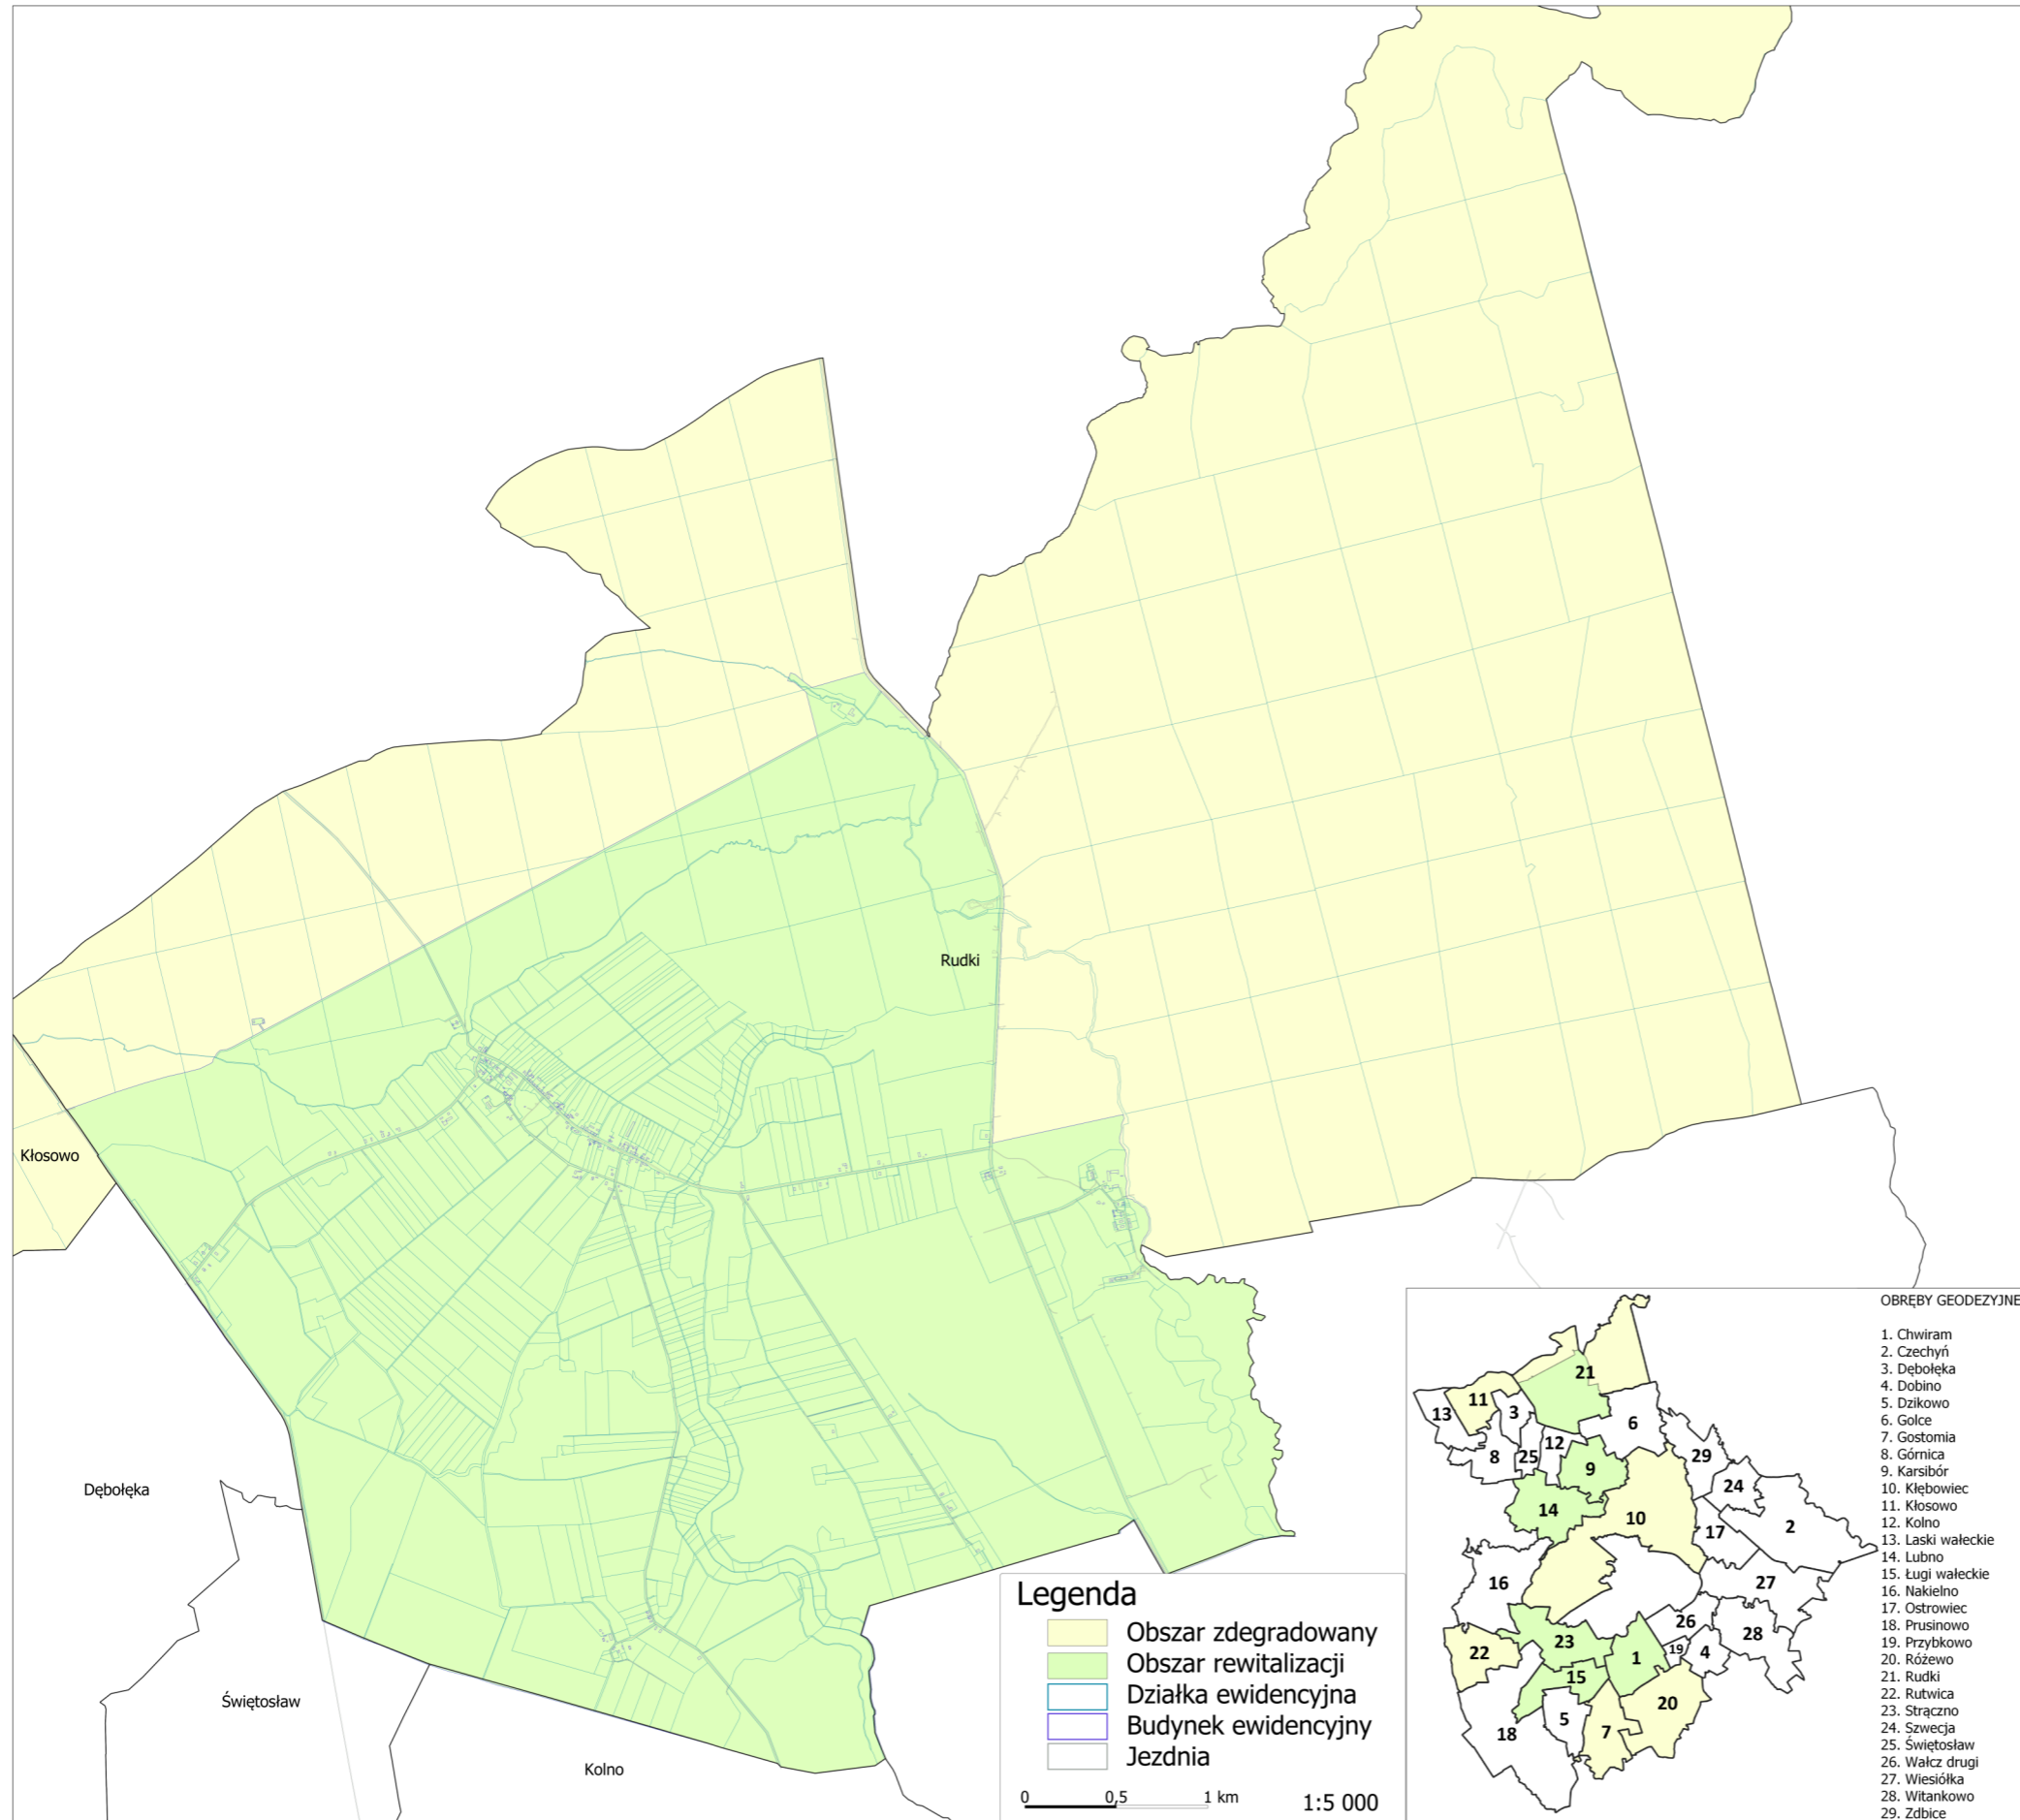 Rudki
Kłosowo
Dębołęka
Świętosław
Kolno
Legenda
Obszar zdegradowany
Obszar rewitalizacji
Działka ewidencyjna
Budynek ewidencyjny
Jezdnia
0 0,5 1 km 1:5 000
21
11
13
3
6
12
8
25
9
29
24
14
10
17
2
16
27
26
23
28
22
1
19
4
15
20
5
7
18
OBRĘBY GEODEZYJNE
1. Chwiram
2. Czechyń
3. Dębołęka
4. Dobino
5. Dzikowo
6. Golce
7. Gostomia
8. Górnica
9. Karsibór
10. Kłębowiec
11. Kłosowo
12. Kolno
13. Laski wałeckie
14. Lubno
15. Ługi wałeckie
16. Nakielno
17. Ostrowiec
18. Prusinowo
19. Przybkowo
20. Różewo
21. Rudki
22. Rutwica
23. Strączno
24. Szwecja
25. Świętosław
26. Wałcz drugi
27. Wiesiółka
28. Witankowo
29. Zdbice